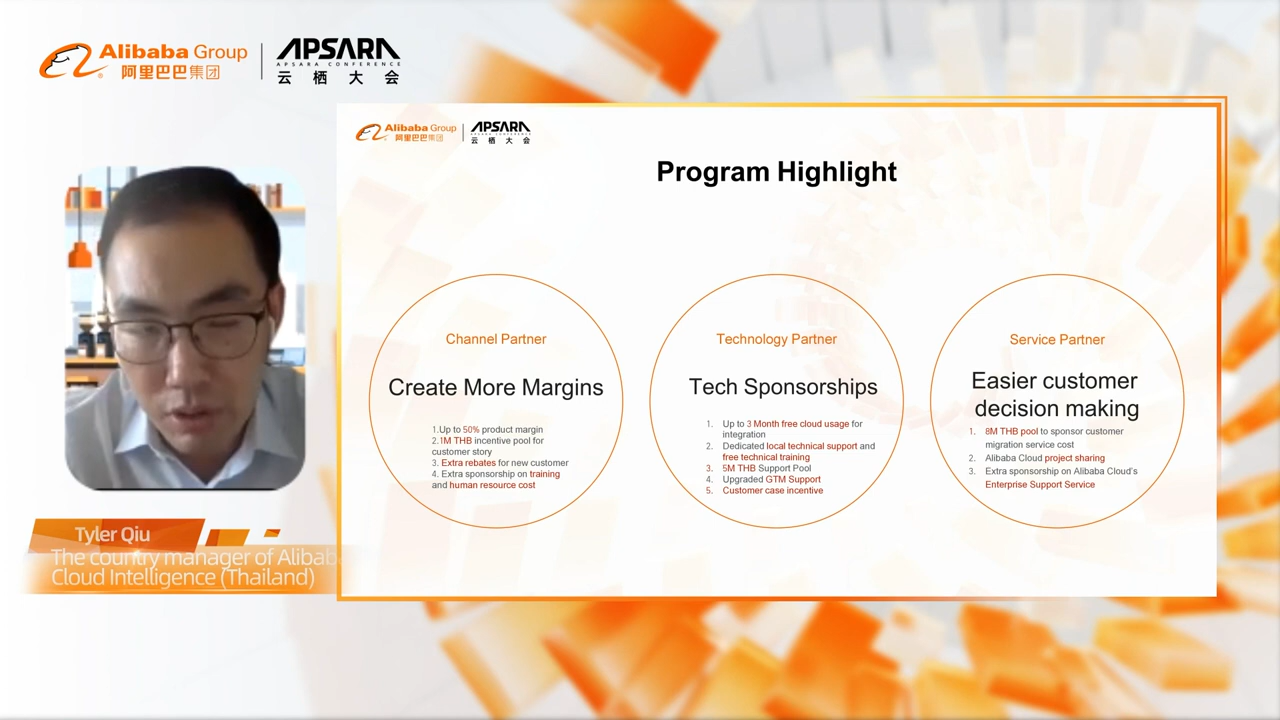 Alibaba Group
阿里巴巴集团
APSARA
APSARA CONFERENCE
云栖大会
Alibaba Group
阿里巴巴集团
APSARA
APSARA CONFERENCE
云栖大会
Program Highlight
Channel Partner
Create More Margins
1.Up to 50% product margin
2.1M THB incentive pool for
customer story
3. Extra rebates for new customer
4. Extra sponsorship on training
and human resource cost
Technology Partner
Tech Sponsorships
1. Up to 3 Month free cloud usage for
integration
2. Dedicated local technical support and
free technical training
3. 5M THB Support Pool
4. Upgraded GTM Support
5. Customer case incentive
Service Partner
Easier customer
decision making
1. 8M THB pool to sponsor customer
migration service cost
2. Alibaba Cloud project sharing
3. Extra sponsorship on Alibaba Cloud's
Enterprise Support Service
Tyler Qiu
The country manager of Alibab
Cloud Intelligence (Thailand)